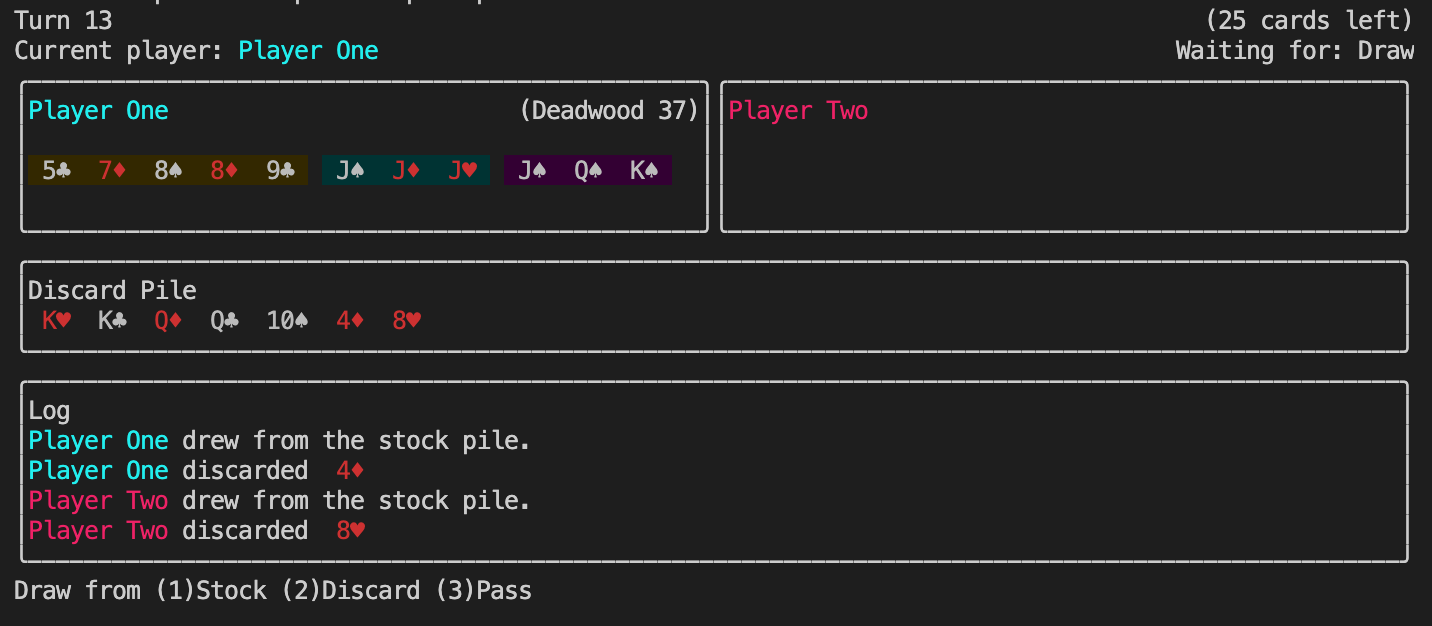 Turn 13 (25 cards left)
Current player: Player One Waiting for: Draw
Player One (Deadwood 37) Player Two
5♣ 7♦ 8♠ 8♦ 9♣ J♠ J♦ J♥ J♠ Q♠ K♠
Discard Pile
K♥ K♣ Q♦ Q♣ 10♠ 4♦ 8♥
Log
Player One drew from the stock pile.
Player One discarded 4♦
Player Two drew from the stock pile.
Player Two discarded 8♥
Draw from (1)Stock (2)Discard (3)Pass